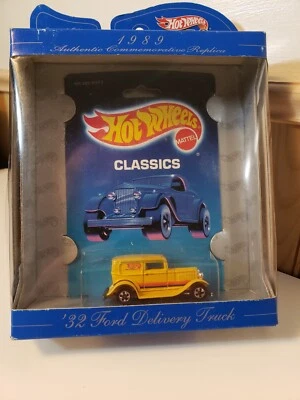 Hot Wheels
1989
Authentic Commemorative Replica
Hot Wheels
MATTEL
CLASSICS
'32 Ford Delivery Truck